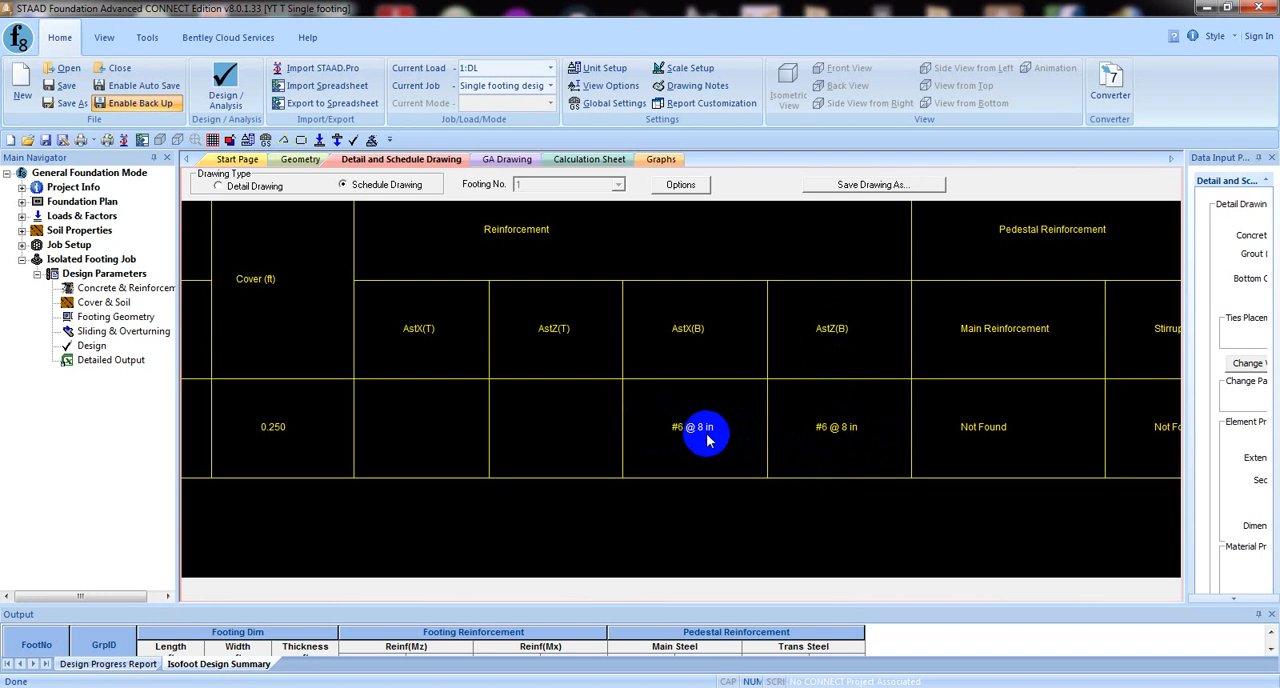 STAAD Foundation Advanced CONNECT Edition v8.0.1.33 [YT T Single footing]
Home View Tools Bentley Cloud Services Help
Style Sign In
New
Open Close
Save Enable Auto Save
Save As Enable Back Up
File
Design / Analysis
Design / Analysis
Import STAAD.Pro
Import Spreadsheet
Export to Spreadsheet
Import/Export
Current Load 1:DL
Current Job Single footing desig
Current Mode
Job/Load/Mode
Unit Setup Scale Setup
View Options Drawing Notes
Global Settings Report Customization
Settings
Isometric View
Front View Side View from Left Animation
Back View View from Top
Side View from Right View from Bottom
View
7
Converter
Converter
Main Navigator
General Foundation Mode
Project Info
Foundation Plan
Loads & Factors
Soil Properties
Job Setup
Isolated Footing Job
Design Parameters
Concrete & Reinforcem
Cover & Soil
Footing Geometry
Sliding & Overturning
Design
Detailed Output
Start Page Geometry Detail and Schedule Drawing GA Drawing Calculation Sheet Graphs
Drawing Type
Detail Drawing Schedule Drawing Footing No. 1 Options Save Drawing As...
Reinforcement Pedestal Reinforcement
Cover (ft)
AstX(T) AstZ(T) AstX(B) AstZ(B) Main Reinforcement Stirrup
0.250 #6 @ 8 in #6 @ 8 in Not Found Not Fo
Data Input P...
Detail and Sc...
Detail Drawin
Concret
Grout (
Bottom C
Ties Placem
Change V
Change Pa
Element Pr
Exten
Sec
Dimen
Material Pr
Output
FootNo GrpID Footing Dim Footing Reinforcement Pedestal Reinforcement
Length Width Thickness Reinf(Mz) Reinf(Mx) Main Steel Trans Steel
Design Progress Report Isofoot Design Summary
Done CAP NUM SCRI No CONNECT Project Associated